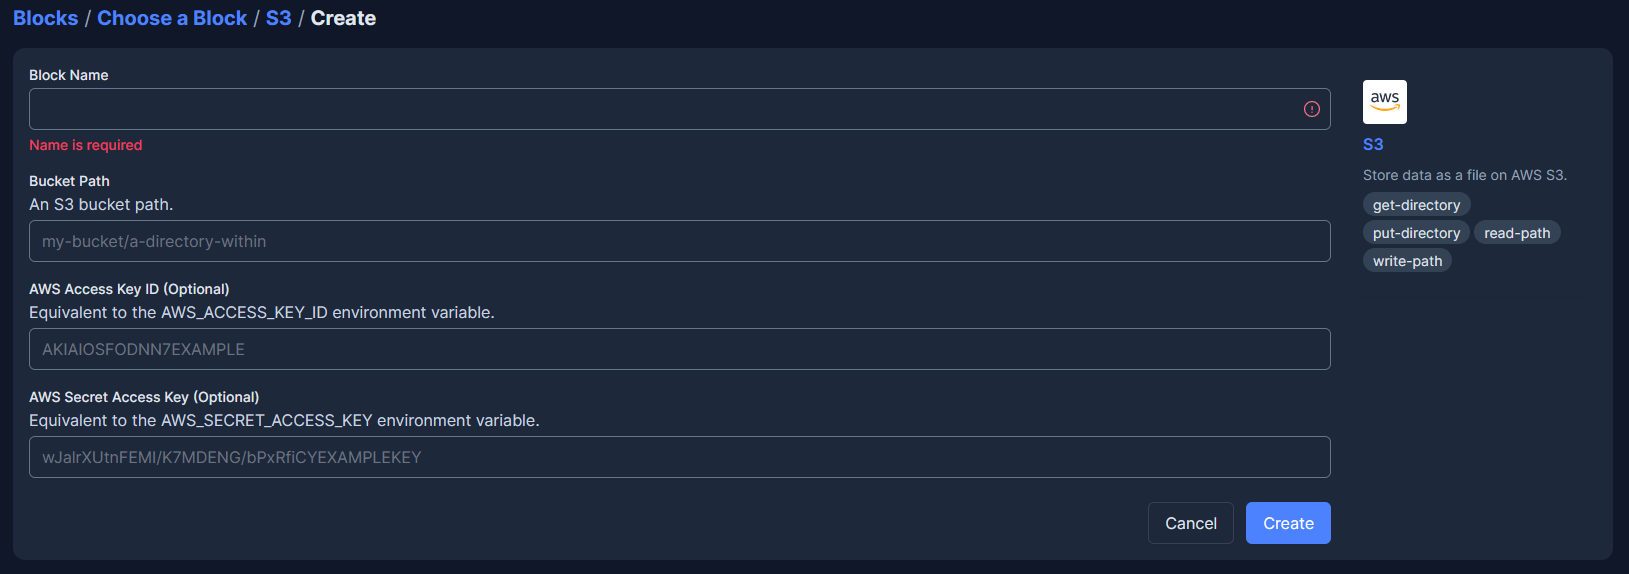 Blocks / Choose a Block / S3 / Create
Block Name
Name is required
Bucket Path
An S3 bucket path.
my-bucket/a-directory-within
AWS Access Key ID (Optional)
Equivalent to the AWS_ACCESS_KEY_ID environment variable.
AKIAIOSFODNN7EXAMPLE
AWS Secret Access Key (Optional)
Equivalent to the AWS_SECRET_ACCESS_KEY environment variable.
wJalrXUtnFEMI/K7MDENG/bPxRfiCYEXAMPLEKEY
Cancel Create
aws
S3
Store data as a file on AWS S3.
get-directory
put-directory read-path
write-path